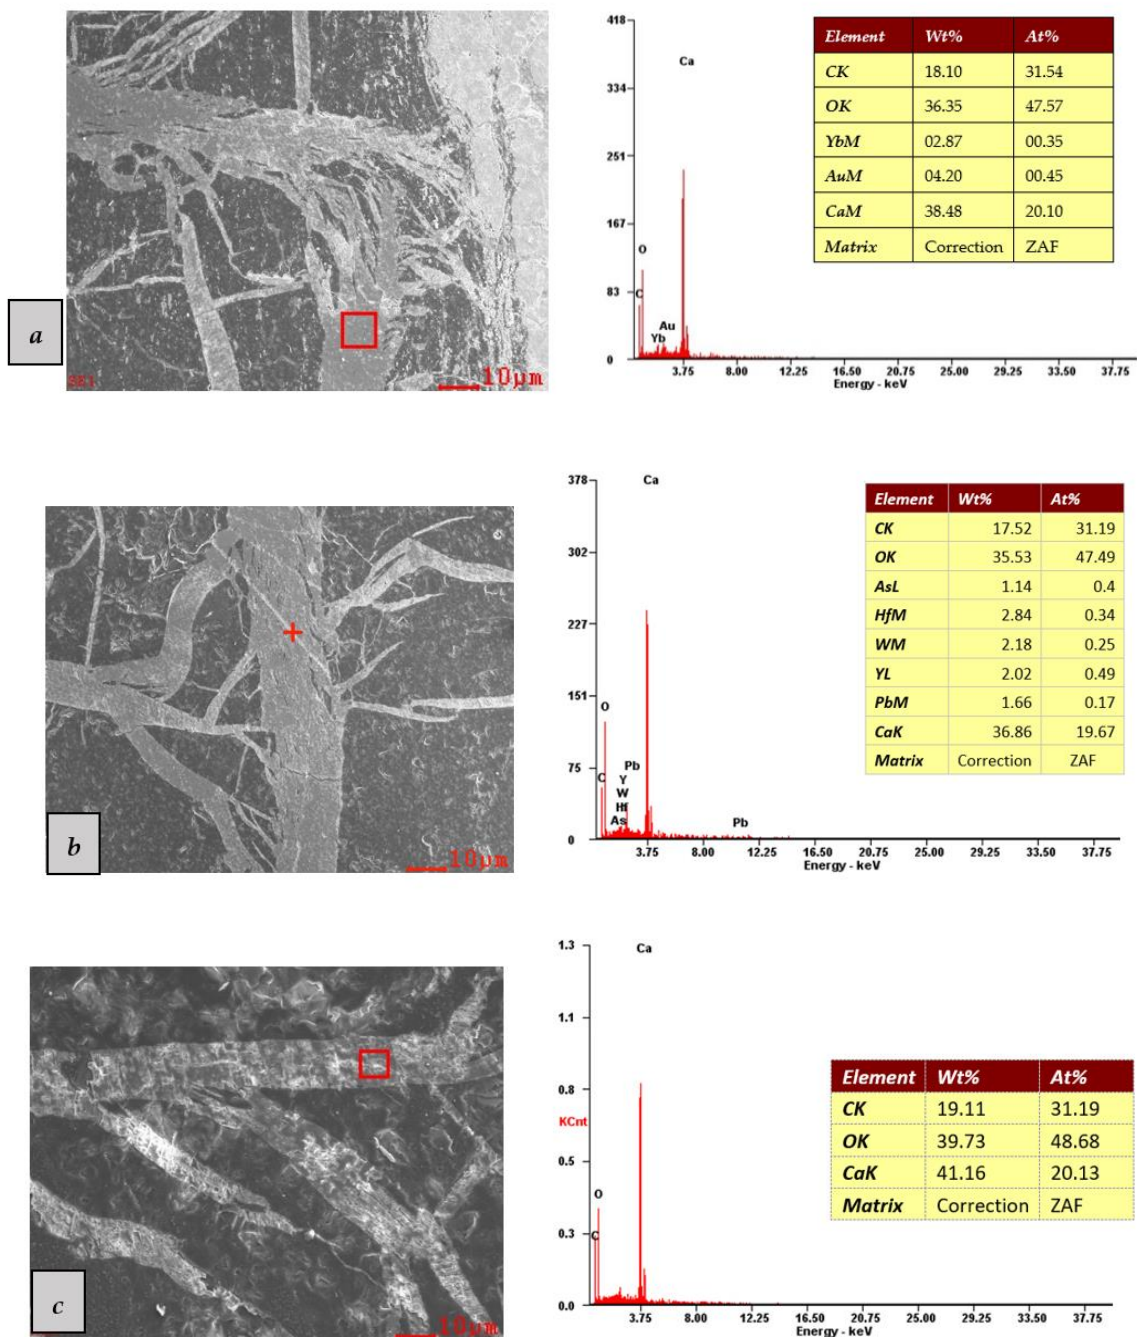 418
334
251
167
83
0
Ca
O
C
Yb
Au
3.75 8.00 12.25 16.50 20.75 25.00 29.25 33.50 37.75
Energy - keV
Element Wt% At%
CK 18.10 31.54
OK 36.35 47.57
YbM 02.87 00.35
AuM 04.20 00.45
CaM 38.48 20.10
Matrix Correction ZAF
a
SE1
10µm
378
302
227
151
75
0
Ca
O
C
Y Pb
W
Hf
As
Pb
3.75 8.00 12.25 16.50 20.75 25.00 29.25 33.50 37.75
Energy - keV
Element Wt% At%
CK 17.52 31.19
OK 35.53 47.49
AsL 1.14 0.4
HfM 2.84 0.34
WM 2.18 0.25
YL 2.02 0.49
PbM 1.66 0.17
CaK 36.86 19.67
Matrix Correction ZAF
b
10µm
1.3
1.1
0.8
KCnt
0.5
0.3
0.0
Ca
O
C
3.75 8.00 12.25 16.50 20.75 25.00 29.25 33.50 37.75
Energy - keV
Element Wt% At%
CK 19.11 31.19
OK 39.73 48.68
CaK 41.16 20.13
Matrix Correction ZAF
c
10µm